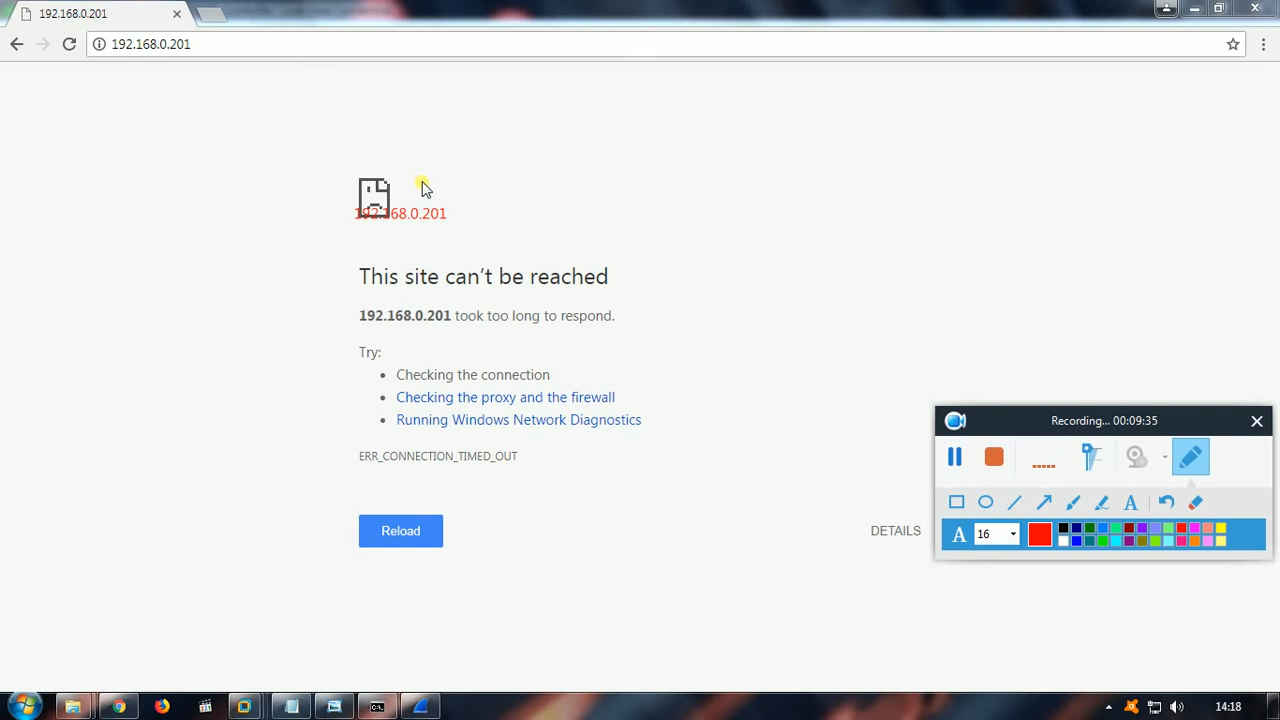 192.168.0.201
192.168.0.201
192.168.0.201
This site can't be reached
192.168.0.201 took too long to respond.
Try:
Checking the connection
Checking the proxy and the firewall
Running Windows Network Diagnostics
ERR_CONNECTION_TIMED_OUT
Reload
DETAILS
Recording... 00:09:35
A
A
16
14:18